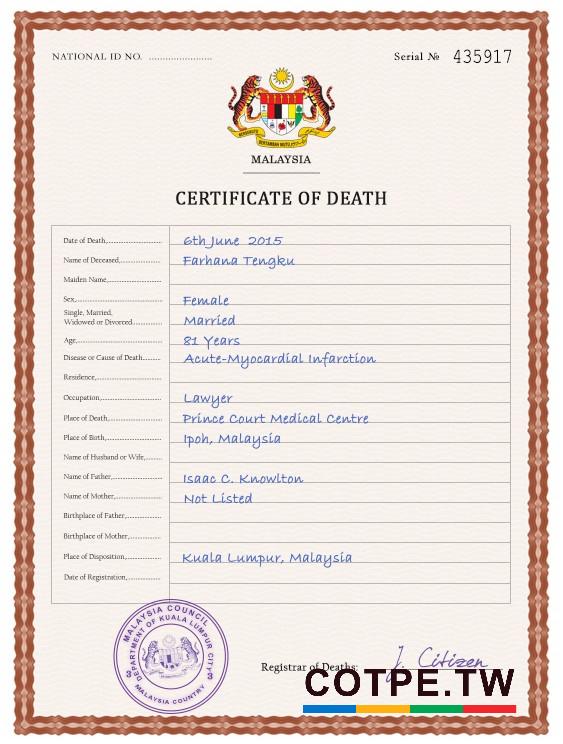 NATIONAL ID NO. ........................
Serial № 435917
MALAYSIA
CERTIFICATE OF DEATH
Date of Death,........................ 6th June 2015
Name of Deceased,........................ Farhana Tengku
Maiden Name,........................
Sex,........................ Female
Single, Married,
Widowed or Divorced........................ Married
Age,........................ 81 Years
Disease or Cause of Death........ Acute-Myocardial Infarction
Residence,........................
Occupation,........................ Lawyer
Place of Death,........................ Prince Court Medical Centre
Place of Birth,........................ Ipoh, Malaysia
Name of Husband or Wife,........
Name of Father,........................ Isaac C. Knowlton
Name of Mother,........................ Not Listed
Birthplace of Father,........................
Birthplace of Mother,........................
Place of Disposition,........................ Kuala Lumpur, Malaysia
Date of Registration,........................
MALAYSIA COUNCIL
DEPARTMENT OF KUALA LUMPUR CITY
MALAYSIA COUNTRY
Registrar of Deaths: J. Citizen
COTPE.TW